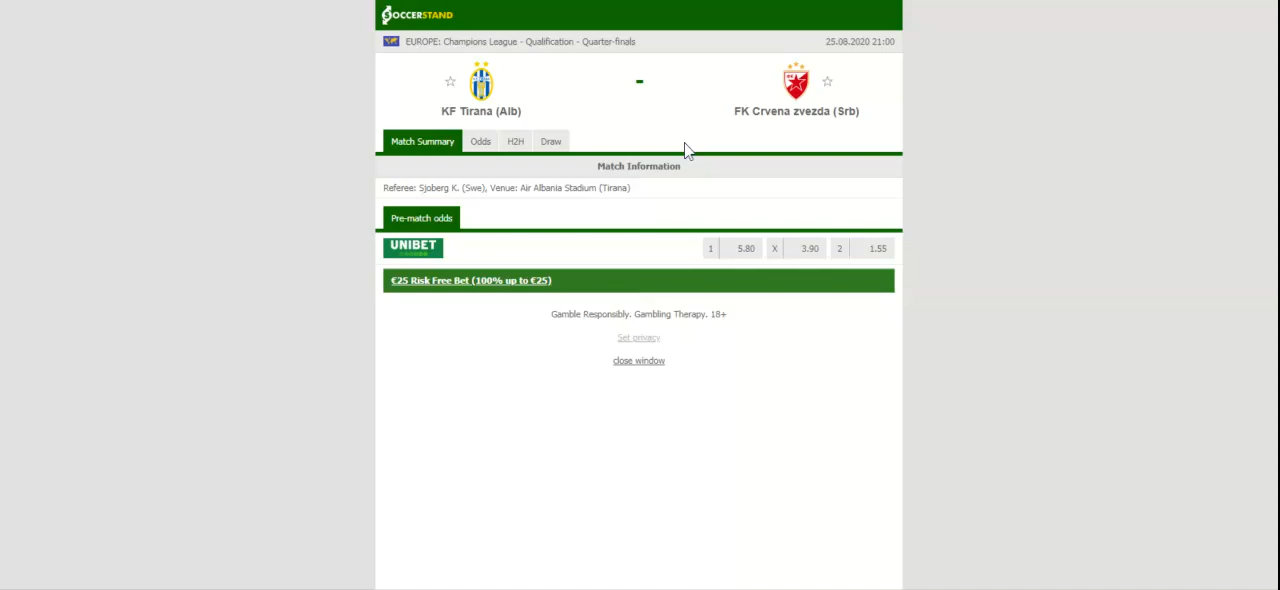 SOCCERSTAND
EUROPE: Champions League - Qualification - Quarter-finals 25.08.2020 21:00
-
KF Tirana (Alb) FK Crvena zvezda (Srb)
Match Summary Odds H2H Draw
Match Information
Referee: Sjoberg K. (Swe), Venue: Air Albania Stadium (Tirana)
Pre-match odds
UNIBET 1 5.80 X 3.90 2 1.55
€25 Risk Free Bet (100% up to €25)
Gamble Responsibly. Gambling Therapy. 18+
Set privacy
close window